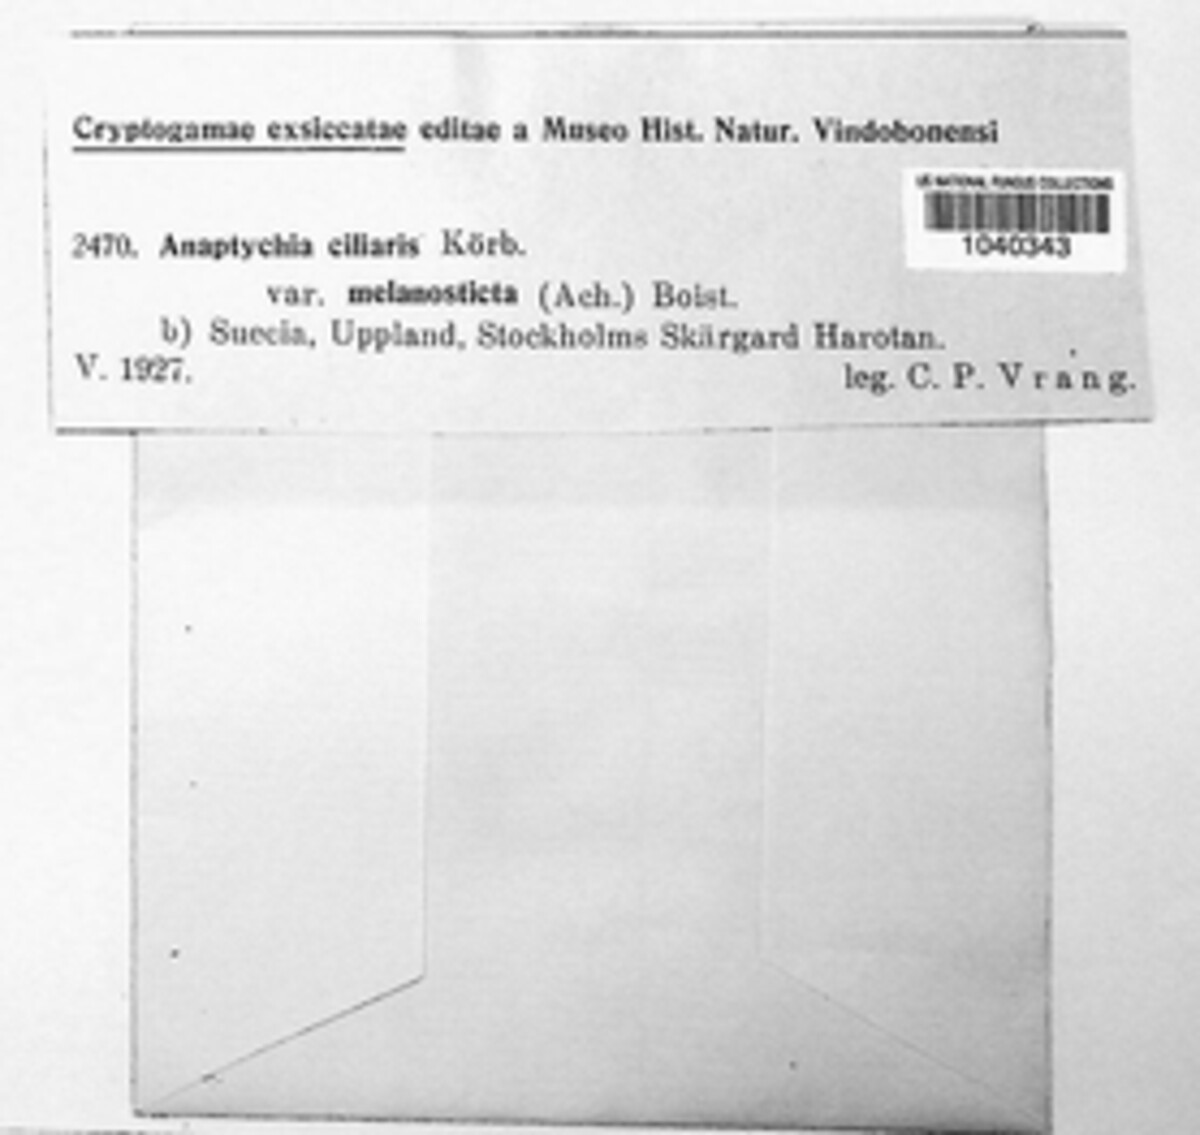 Cryptogamae exsiccatae editae a Museo Hist. Natur. Vindobonensi
US NATIONAL FUNGUS COLLECTIONS
1040343
2470. Anaptychia ciliaris Körb.
var. melanosticta (Ach.) Boist.
b) Suecia, Uppland, Stockholms Skärgard Harotan.
V. 1927.
leg. C. P. Vrang.